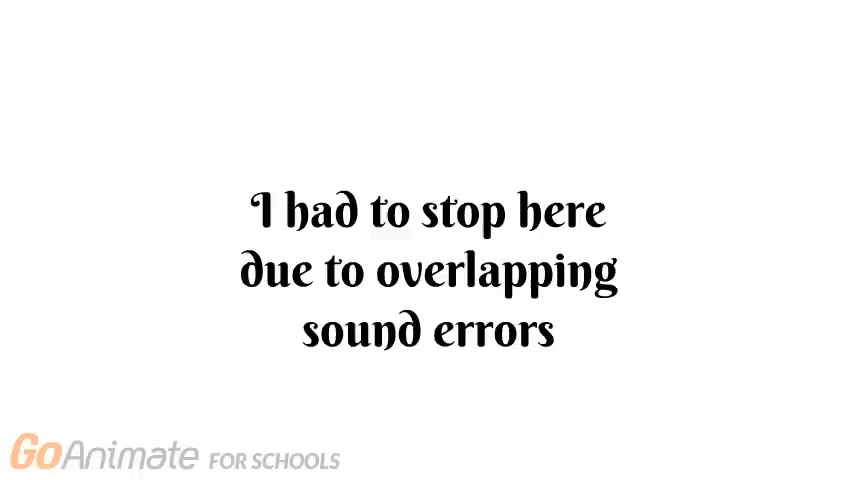 I had to stop here
due to overlapping
sound errors
GoAnimate FOR SCHOOLS